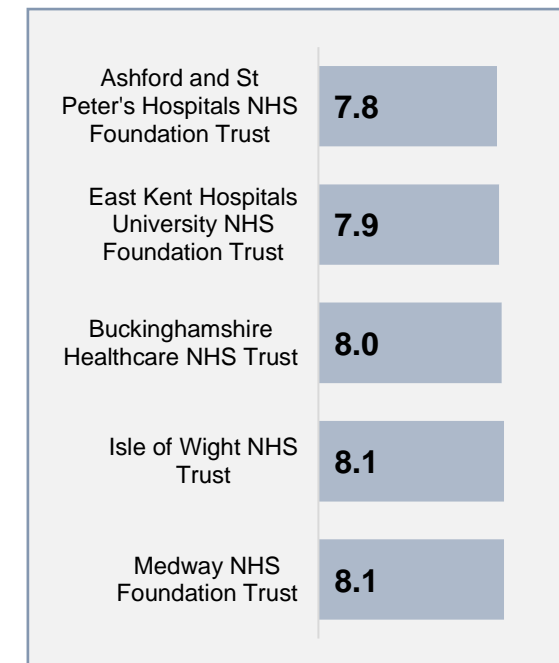 Ashford and St
Peter's Hospitals NHS
Foundation Trust
7.8
East Kent Hospitals
University NHS
Foundation Trust
7.9
Buckinghamshire
Healthcare NHS Trust
8.0
Isle of Wight NHS
Trust
8.1
Medway NHS
Foundation Trust
8.1